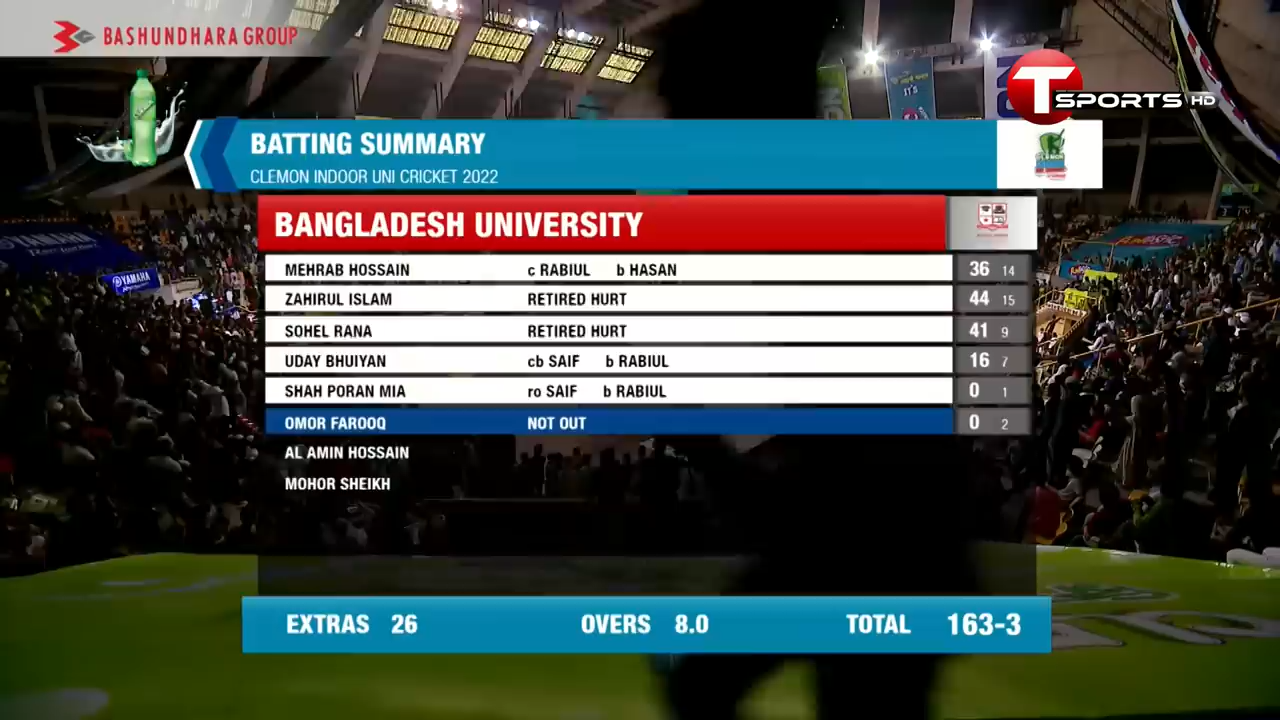 BASHUNDHARA GROUP
T SPORTS HD
BATTING SUMMARY
CLEMON INDOOR UNI CRICKET 2022
CLEMON
BANGLADESH UNIVERSITY
MEHRAB HOSSAIN c RABIUL b HASAN 36 14
ZAHIRUL ISLAM RETIRED HURT 44 15
SOHEL RANA RETIRED HURT 41 9
UDAY BHUIYAN cb SAIF b RABIUL 16 7
SHAH PORAN MIA ro SAIF b RABIUL 0 1
OMOR FAROOQ NOT OUT 0 2
AL AMIN HOSSAIN
MOHOR SHEIKH
EXTRAS 26 OVERS 8.0 TOTAL 163-3
YAMAHA
YAMAHA